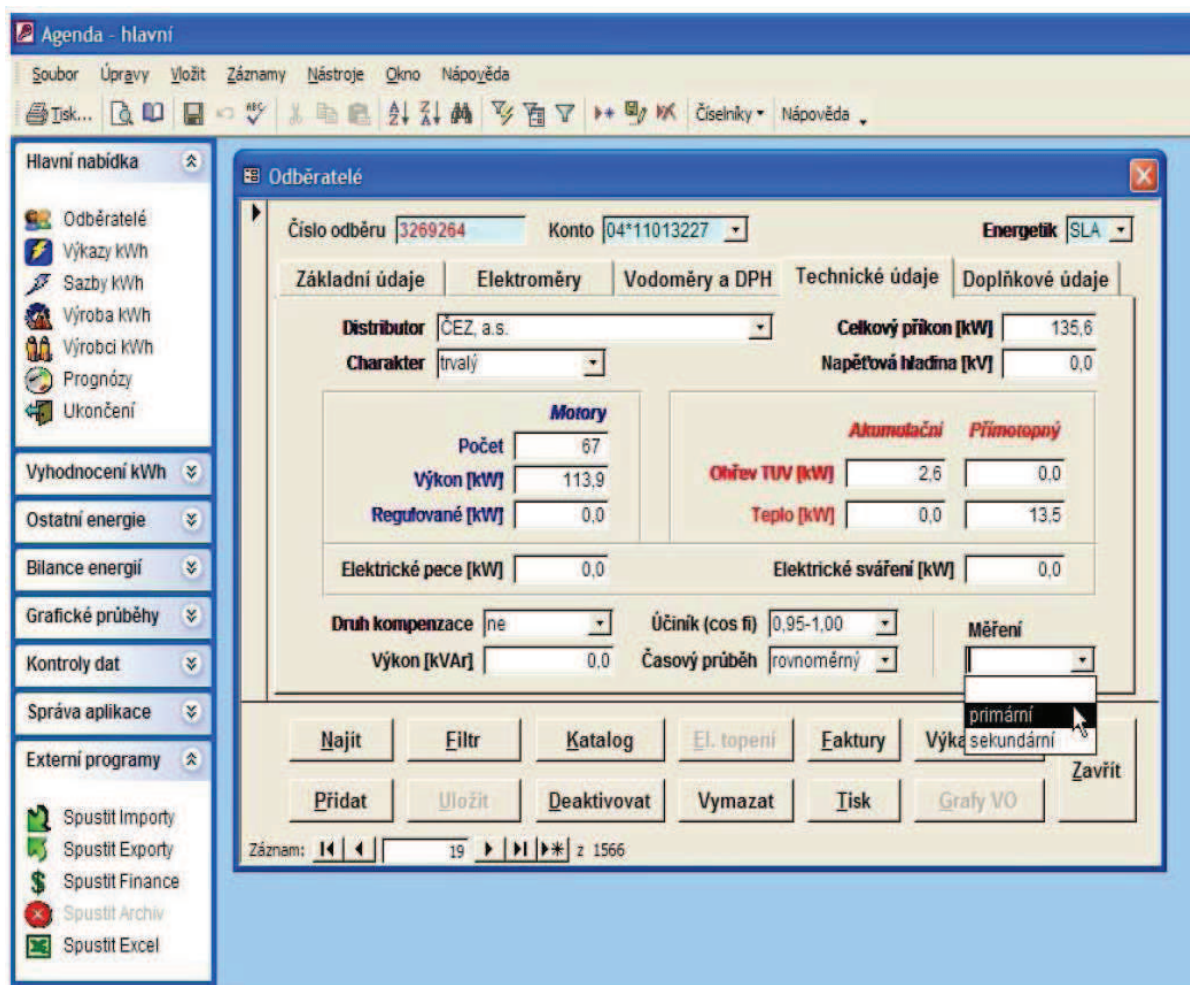 Agenda - hlavní
Soubor Úpravy Vložit Záznamy Nástroje Okno Nápověda
Tisk... Číselníky Nápověda
Hlavní nabídka
Odběratelé
Výkazy kWh
Sazby kWh
Výroba kWh
Výrobci kWh
Prognózy
Ukončení
Vyhodnocení kWh
Ostatní energie
Bilance energií
Grafické průběhy
Kontroly dat
Správa aplikace
Externí programy
Spustit Importy
Spustit Exporty
Spustit Finance
Spustit Archiv
Spustit Excel
Odběratelé
Číslo odběru 3269264 Konto 04*11013227 Energetik SLA
Základní údaje Elektroměry Vodoměry a DPH Technické údaje Doplňkové údaje
Distributor ČEZ, a.s. Celkový příkon [kW] 135,6
Charakter trvalý Napěťová hladina [kV] 0,0
Motory
Počet 67
Výkon [kW] 113,9
Regulované [kW] 0,0
Akumulační Přímotopný
Ohřev TUV [kW] 2,6 0,0
Teplo [kW] 0,0 13,5
Elektrické pece [kW] 0,0 Elektrické sváření [kW] 0,0
Druh kompenzace ne Účiník (cos fi) 0,95-1,00 Měření
Výkon [kVAr] 0,0 Časový průběh rovnoměrný
primární
sekundární
Najít Filtr Katalog El. topení Faktury Výka
Zavřít
Přidat Uložit Deaktivovat Vymazat Tisk Grafy VO
Záznam: 19 z 1566